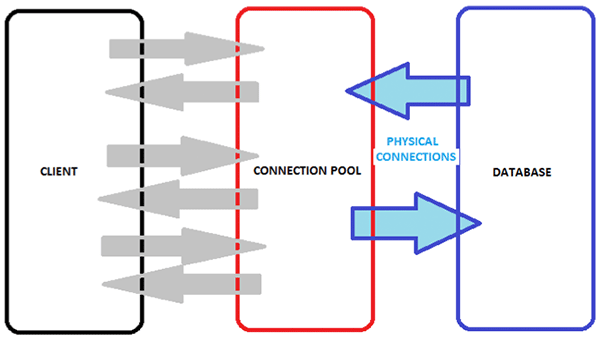 CLIENT
CONNECTION POOL
PHYSICAL
CONNECTIONS
DATABASE